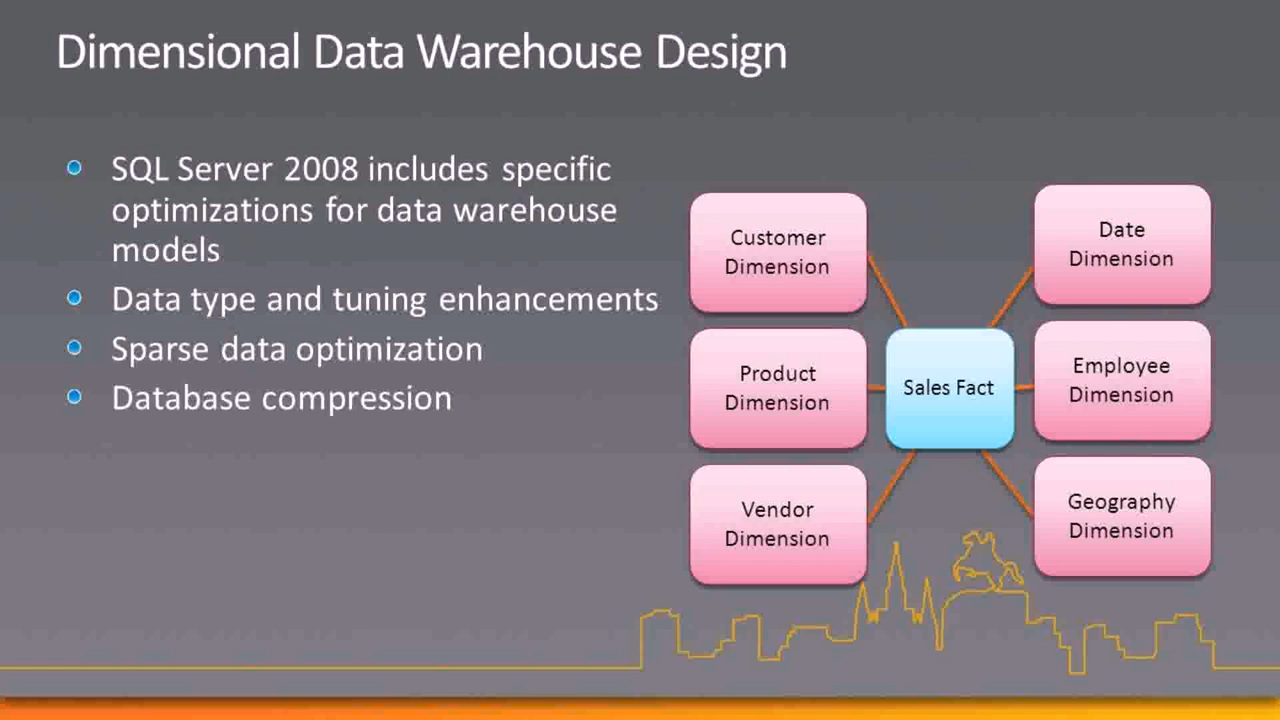 Dimensional Data Warehouse Design
SQL Server 2008 includes specific
optimizations for data warehouse
models
Data type and tuning enhancements
Sparse data optimization
Database compression
Customer
Dimension
Date
Dimension
Product
Dimension
Sales Fact
Employee
Dimension
Vendor
Dimension
Geography
Dimension